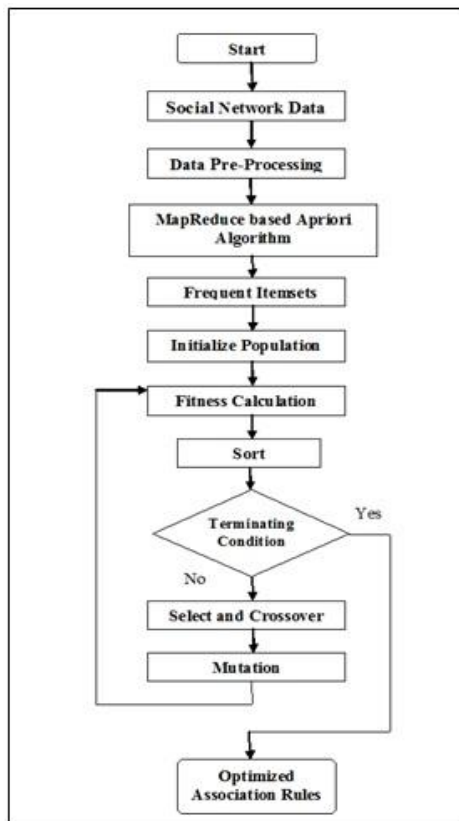 Start
Social Network Data
Data Pre-Processing
MapReduce based Apriori
Algorithm
Frequent Itemsets
Initialize Population
Fitness Calculation
Sort
Terminating
Condition
Yes
No
Select and Crossover
Mutation
Optimized
Association Rules